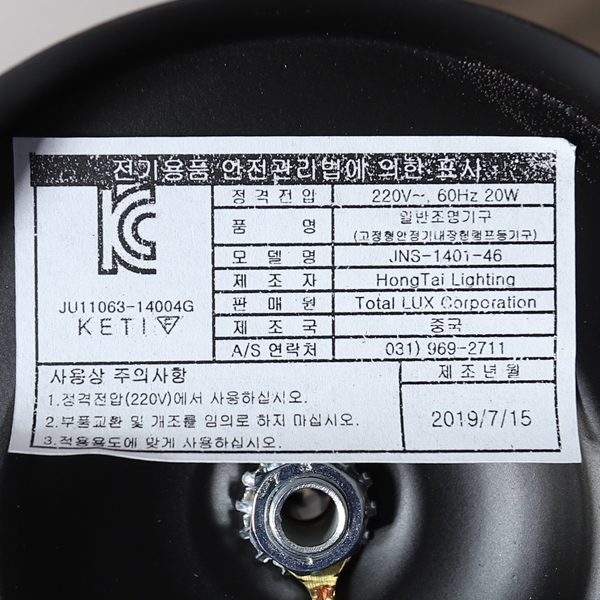 전기용품 안전관리법에 의한 표시
정격전압 220V~, 60Hz 20W
품 명 일반조명기구
(고정형안정기내장형램프등기구)
모델명 JNS-1401-46
제조자 HongTai Lighting
판매원 Total LUX Corporation
제조국 중국
A/S 연락처 031) 969-2711
JU11063-14004G
KETI
사용상 주의사항
1.정격전압(220V)에서 사용하십시오.
2.부품교환 및 개조를 임의로 하지 마십시오.
3.적용용도에 맞게 사용하십시오.
제조년월
2019/7/15